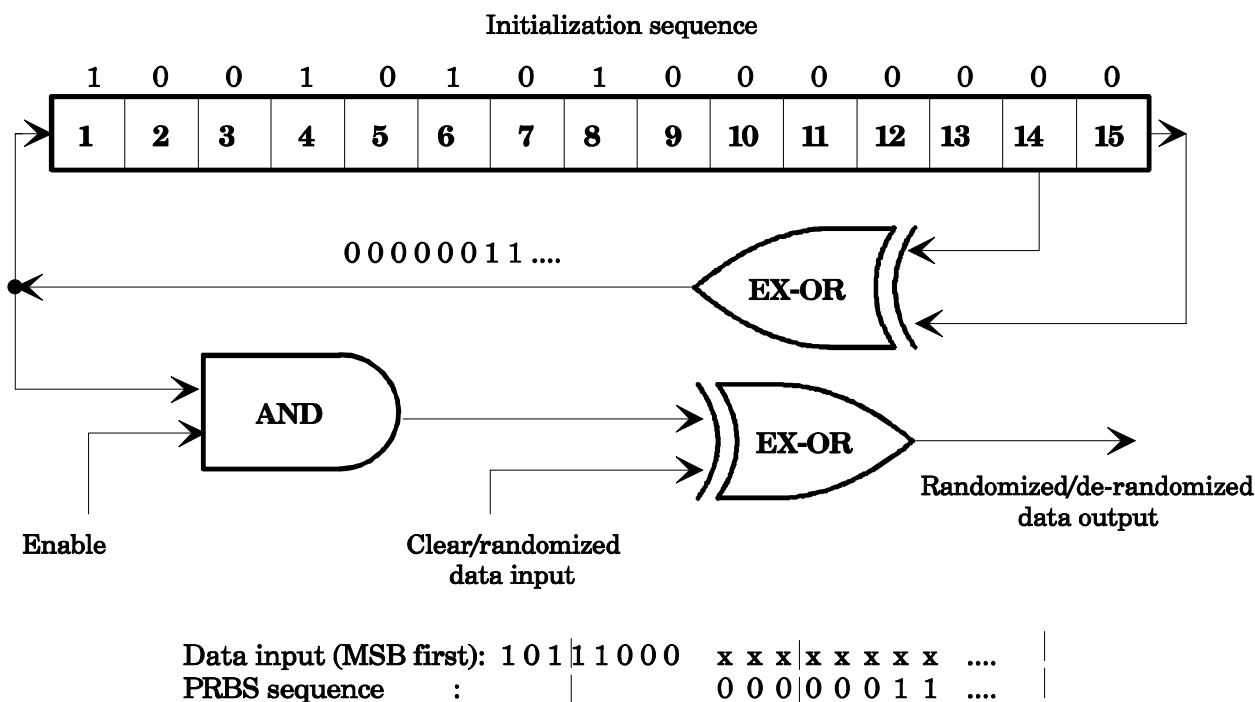 Initialization sequence
1 0 0 1 0 1 0 1 0 0 0 0 0 0 0
1 2 3 4 5 6 7 8 9 10 11 12 13 14 15
0 0 0 0 0 0 1 1 ....
EX-OR
AND
EX-OR
Randomized/de-randomized
data output
Enable
Clear/randomized
data input
Data input (MSB first): 1 0 1 1 1 0 0 0 x x x x x x x x ....
PRBS sequence : 0 0 0 0 0 0 1 1 ....